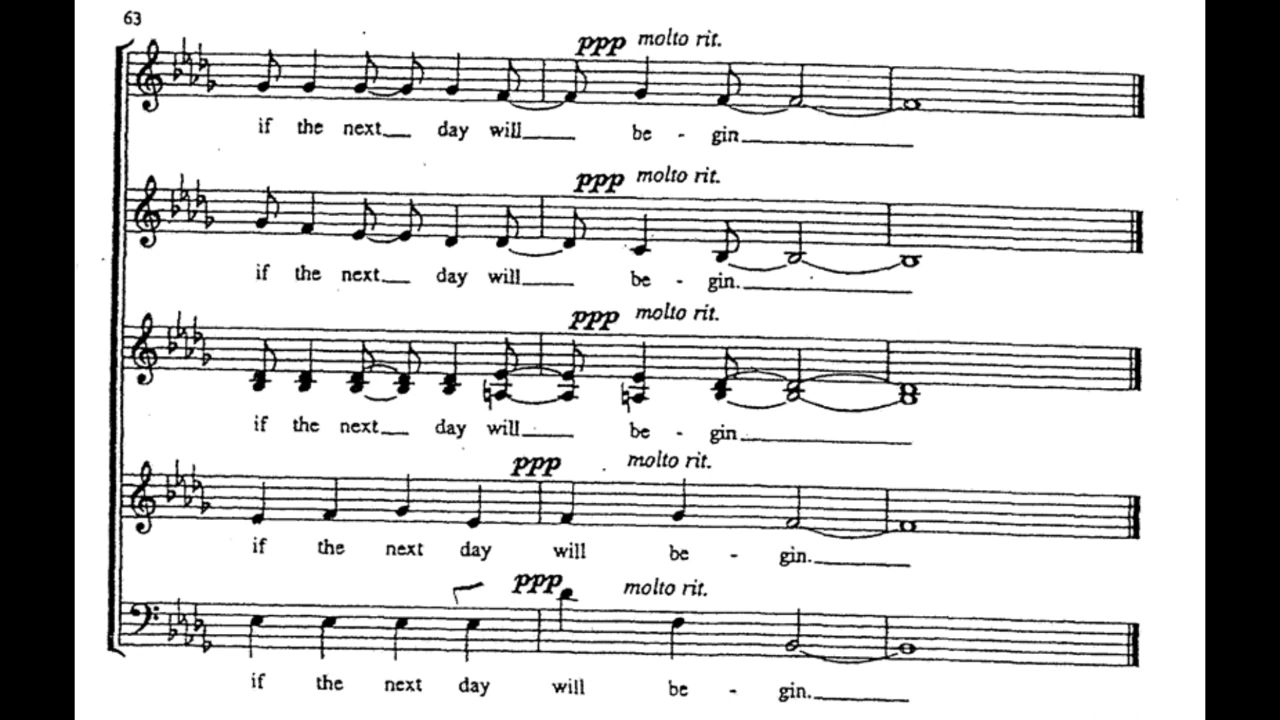 63
ppp molto rit.
if the next day will be - gin
ppp molto rit.
if the next day will be - gin.
ppp molto rit.
if the next day will be - gin
ppp molto rit.
if the next day will be - gin.
ppp molto rit.
if the next day will be - gin.